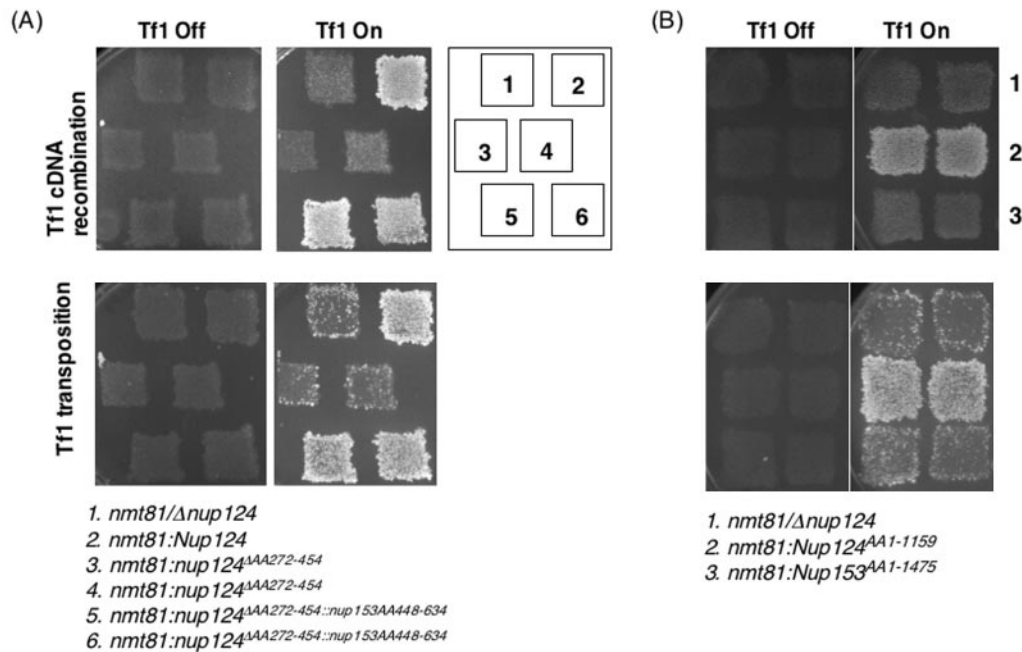 (A)
Tf1 Off
Tf1 On
Tf1 cDNA
recombination
1
2
3
4
5
6
Tf1 transposition
1. nmt81/Δnup124
2. nmt81:Nup124
3. nmt81:nup124ΔAA272-454
4. nmt81:nup124ΔAA272-454
5. nmt81:nup124ΔAA272-454::nup153AA448-634
6. nmt81:nup124ΔAA272-454::nup153AA448-634
(B)
Tf1 Off
Tf1 On
1
2
3
1. nmt81/Δnup124
2. nmt81:Nup124AA1-1159
3. nmt81:Nup153AA1-1475